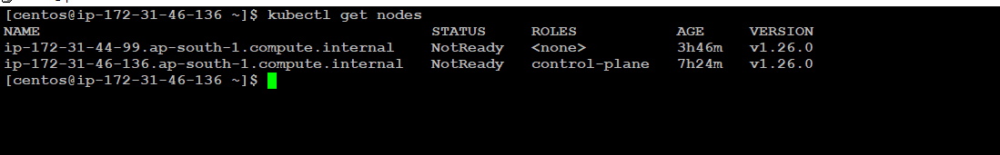 [centos@ip-172-31-46-136 ~]$ kubectl get nodes
NAME STATUS ROLES AGE VERSION
ip-172-31-44-99.ap-south-1.compute.internal NotReady <none> 3h46m v1.26.0
ip-172-31-46-136.ap-south-1.compute.internal NotReady control-plane 7h24m v1.26.0
[centos@ip-172-31-46-136 ~]$